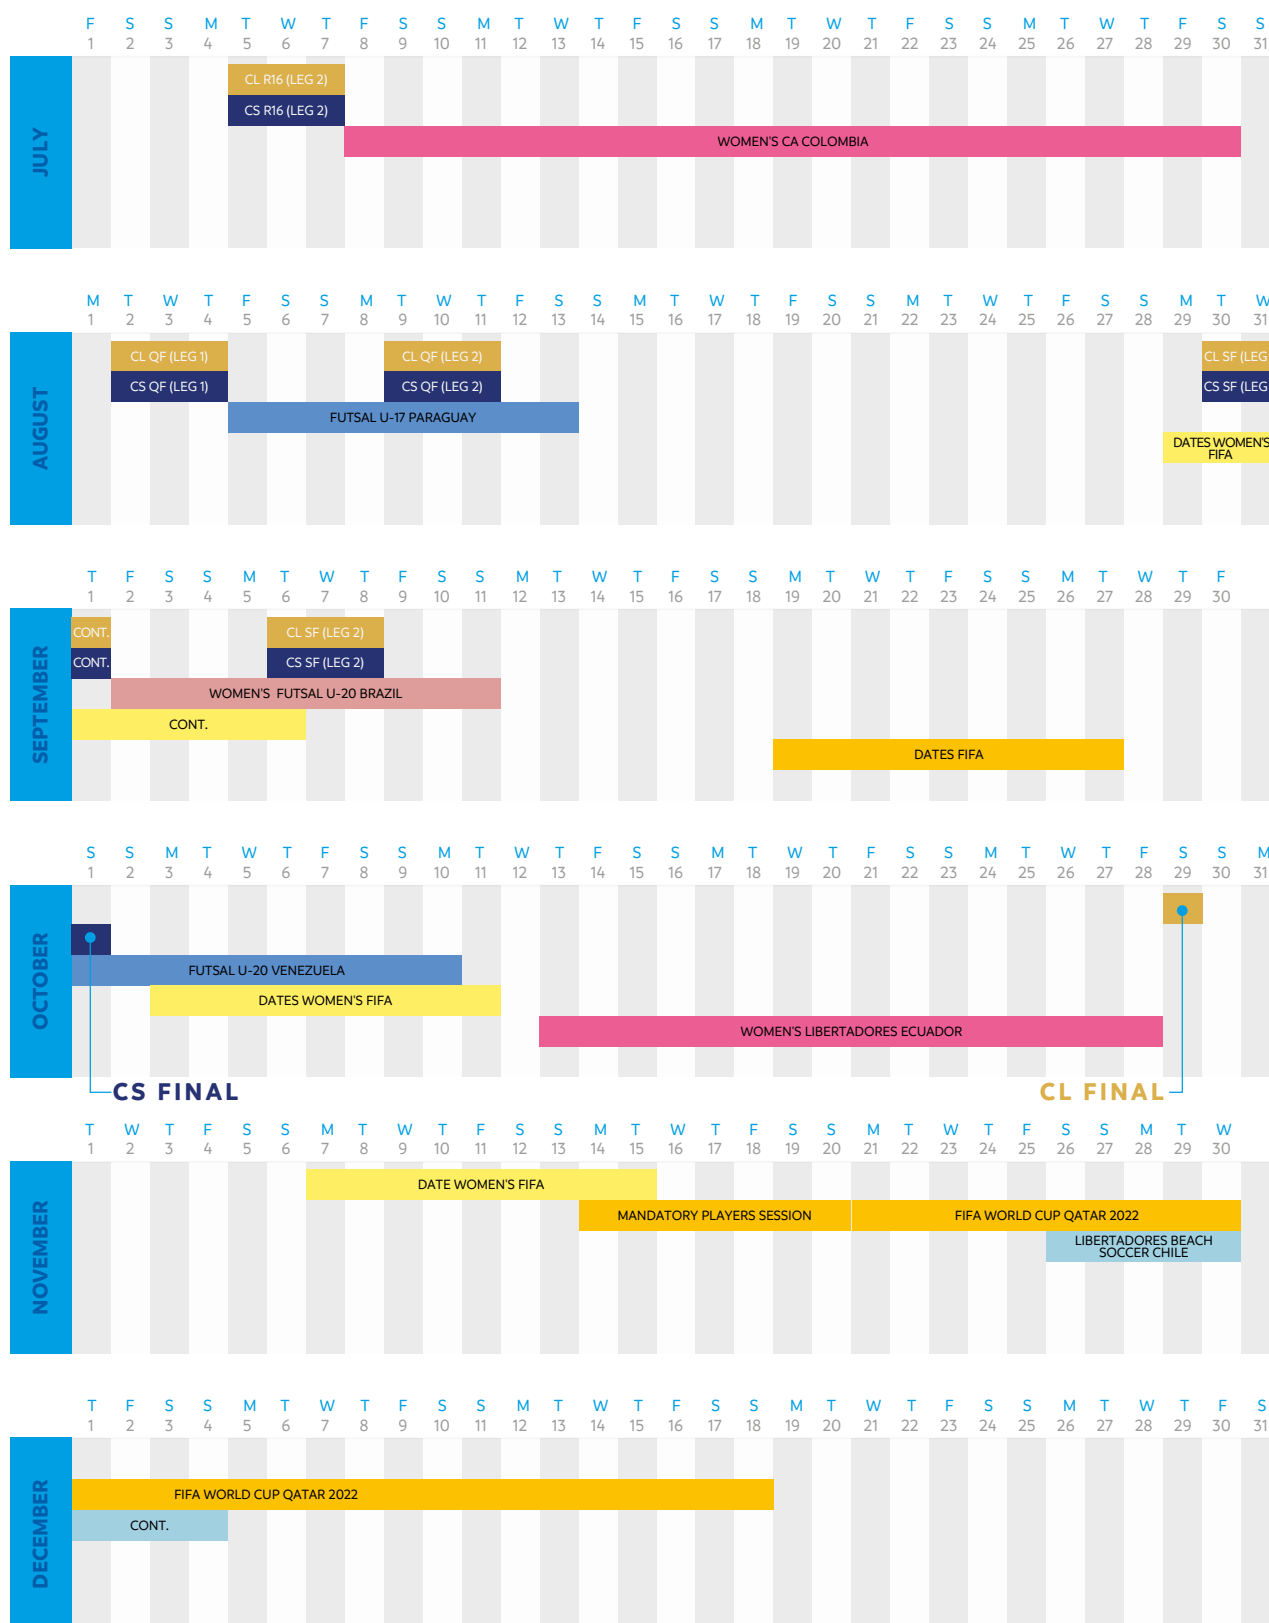 F S S M T W T F S S M T W T F S S M T W T F S S M T W T F S S
1 2 3 4 5 6 7 8 9 10 11 12 13 14 15 16 17 18 19 20 21 22 23 24 25 26 27 28 29 30 31
JULY
CL R16 (LEG 2)
CS R16 (LEG 2)
WOMEN'S CA COLOMBIA
M T W T F S S M T W T F S S M T W T F S S M T W T F S S M T W
1 2 3 4 5 6 7 8 9 10 11 12 13 14 15 16 17 18 19 20 21 22 23 24 25 26 27 28 29 30 31
AUGUST
CL QF (LEG 1) CL QF (LEG 2) CL SF (LEG
CS QF (LEG 1) CS QF (LEG 2) CS SF (LEG
FUTSAL U-17 PARAGUAY
DATES WOMEN'S
FIFA
T F S S M T W T F S S M T W T F S S M T W T F S S M T W T F
1 2 3 4 5 6 7 8 9 10 11 12 13 14 15 16 17 18 19 20 21 22 23 24 25 26 27 28 29 30
SEPTEMBER
CONT. CL SF (LEG 2)
CONT. CS SF (LEG 2)
WOMEN'S FUTSAL U-20 BRAZIL
CONT.
DATES FIFA
S S M T W T F S S M T W T F S S M T W T F S S M T W T F S S M
1 2 3 4 5 6 7 8 9 10 11 12 13 14 15 16 17 18 19 20 21 22 23 24 25 26 27 28 29 30 31
OCTOBER
FUTSAL U-20 VENEZUELA
DATES WOMEN'S FIFA
WOMEN'S LIBERTADORES ECUADOR
CS FINAL CL FINAL
T W T F S S M T W T F S S M T W T F S S M T W T F S S M T W
1 2 3 4 5 6 7 8 9 10 11 12 13 14 15 16 17 18 19 20 21 22 23 24 25 26 27 28 29 30
NOVEMBER
DATE WOMEN'S FIFA
MANDATORY PLAYERS SESSION FIFA WORLD CUP QATAR 2022
LIBERTADORES BEACH
SOCCER CHILE
T F S S M T W T F S S M T W T F S S M T W T F S S M T W T F S
1 2 3 4 5 6 7 8 9 10 11 12 13 14 15 16 17 18 19 20 21 22 23 24 25 26 27 28 29 30 31
DECEMBER
FIFA WORLD CUP QATAR 2022
CONT.